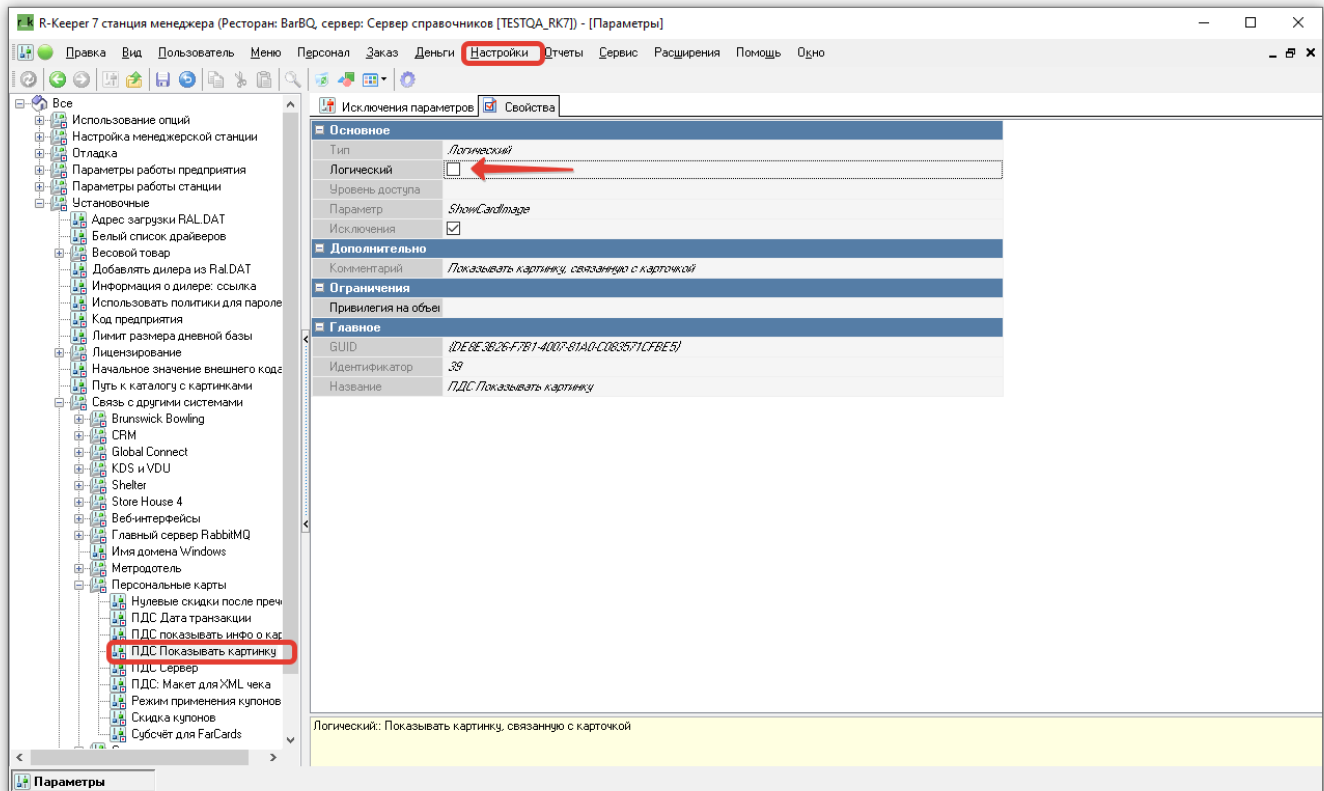 R-Keeper 7 станция менеджера (Ресторан: BarBQ, сервер: Сервер справочников [TESTQA_RK7]) - [Параметры]
Правка Вид Пользователь Меню Персонал Заказ Деньги Настройки Отчеты Сервис Расширения Помощь Окно
Все
Использование опций
Настройка менеджерской станции
Отладка
Параметры работы предприятия
Параметры работы станции
Установочные
Адрес загрузки RAL.DAT
Белый список драйверов
Весовой товар
Добавлять дилера из Ral.DAT
Информация о дилере: ссылка
Использовать политики для пароле
Код предприятия
Лимит размера дневной базы
Лицензирование
Начальное значение внешнего кода
Путь к каталогу с картинками
Связь с другими системами
Brunswick Bowling
CRM
Global Connect
KDS и VDU
Shelter
Store House 4
Веб-интерфейсы
Главный сервер RabbitMQ
Имя домена Windows
Метродотель
Персональные карты
Нулевые скидки после пречe
ПДС Дата транзакции
ПДС показывать инфо о кар
ПДС Показывать картинку
ПДС Сервер
ПДС: Макет для XML чека
Режим применения купонов
Скидка купонов
Субсчёт для FarCards
Исключения параметров Свойства
Основное
Тип Логический
Логический
Уровень доступа
Параметр ShowCardImage
Исключения
Дополнительно
Комментарий Показывать картинку, связанную с карточкой
Ограничения
Привилегия на объе
Главное
GUID {DE8E3B26-F7B1-4007-81A0-C083571CFBE5}
Идентификатор 39
Название ПДС Показывать картинку
Логический:: Показывать картинку, связанную с карточкой
Параметры